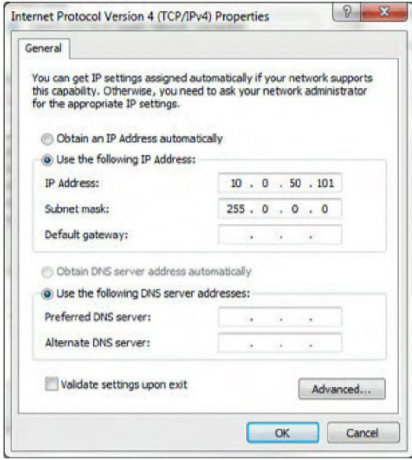 Internet Protocol Version 4 (TCP/IPv4) Properties
General
You can get IP settings assigned automatically if your network supports
this capability. Otherwise, you need to ask your network administrator
for the appropriate IP settings.
Obtain an IP Address automatically
Use the following IP Address:
IP Address: 10 . 0 . 50 . 101
Subnet mask: 255 . 0 . 0 . 0
Default gateway: . . .
Obtain DNS server address automatically
Use the following DNS server addresses:
Preferred DNS server: . . .
Alternate DNS server: . . .
Validate settings upon exit
Advanced...
OK Cancel